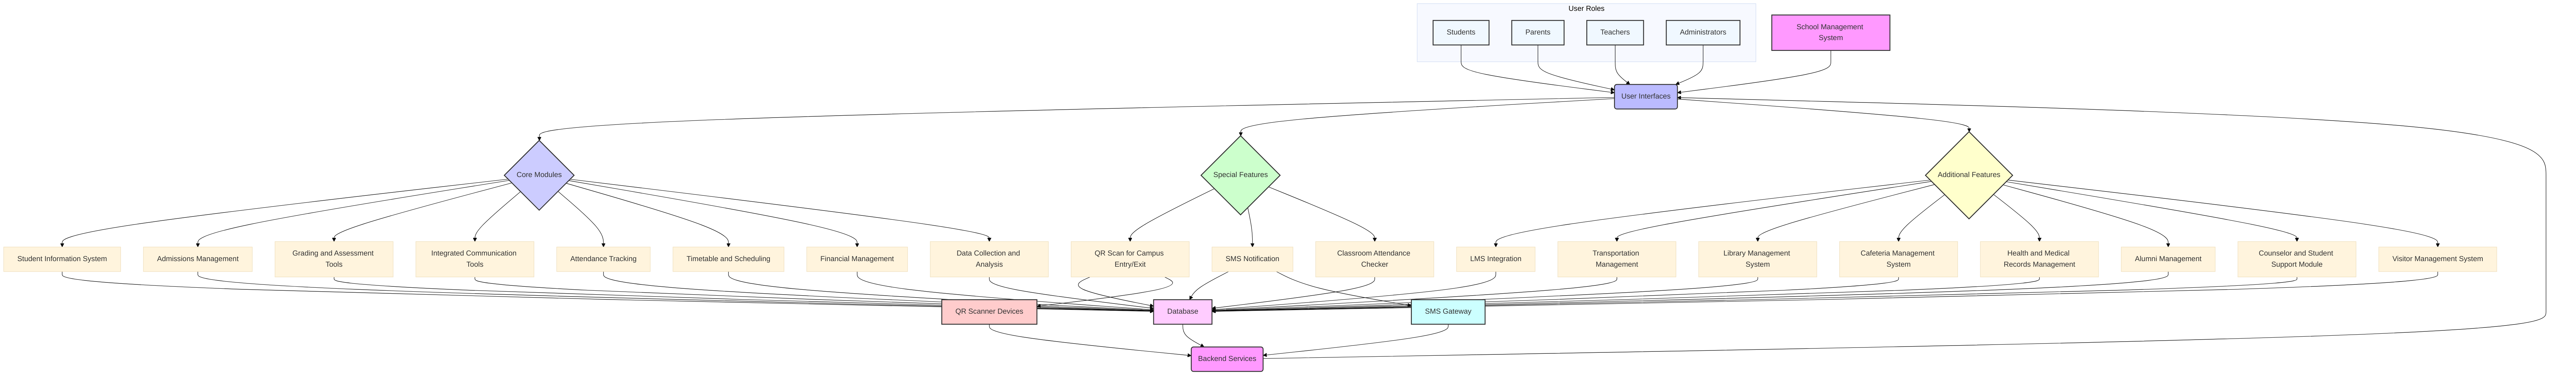 User Roles
Students
Parents
Teachers
Administrators
School Management
System
User Interfaces
Core Modules
Special Features
Additional Features
Student Information System
Admissions Management
Grading and Assessment
Tools
Integrated Communication
Tools
Attendance Tracking
Timetable and Scheduling
Financial Management
Data Collection and
Analysis
QR Scan for Campus
Entry/Exit
SMS Notification
Classroom Attendance
Checker
LMS Integration
Transportation
Management
Library Management
System
Cafeteria Management
System
Health and Medical
Records Management
Alumni Management
Counselor and Student
Support Module
Visitor Management System
QR Scanner Devices
Database
SMS Gateway
Backend Services